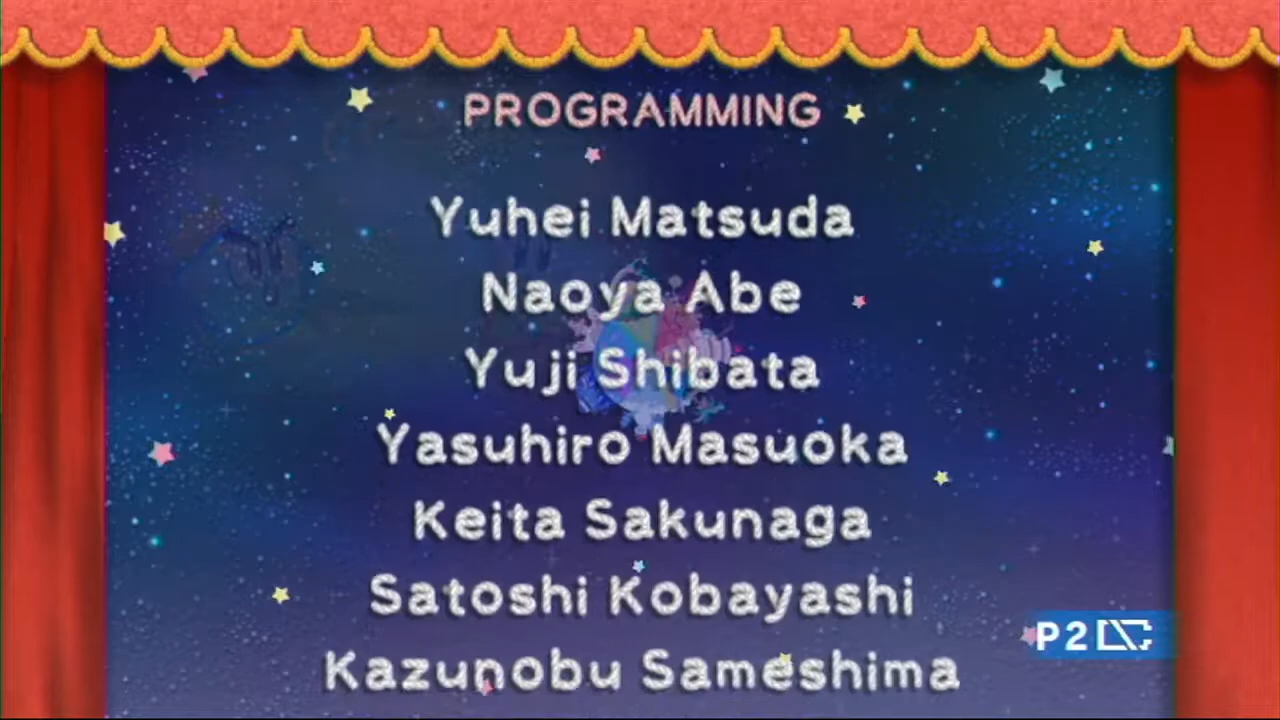 PROGRAMMING
Yuhei Matsuda
Naoya Abe
Yuji Shibata
Yasuhiro Masuoka
Keita Sakunaga
Satoshi Kobayashi
P2
Kazunobu Sameshima